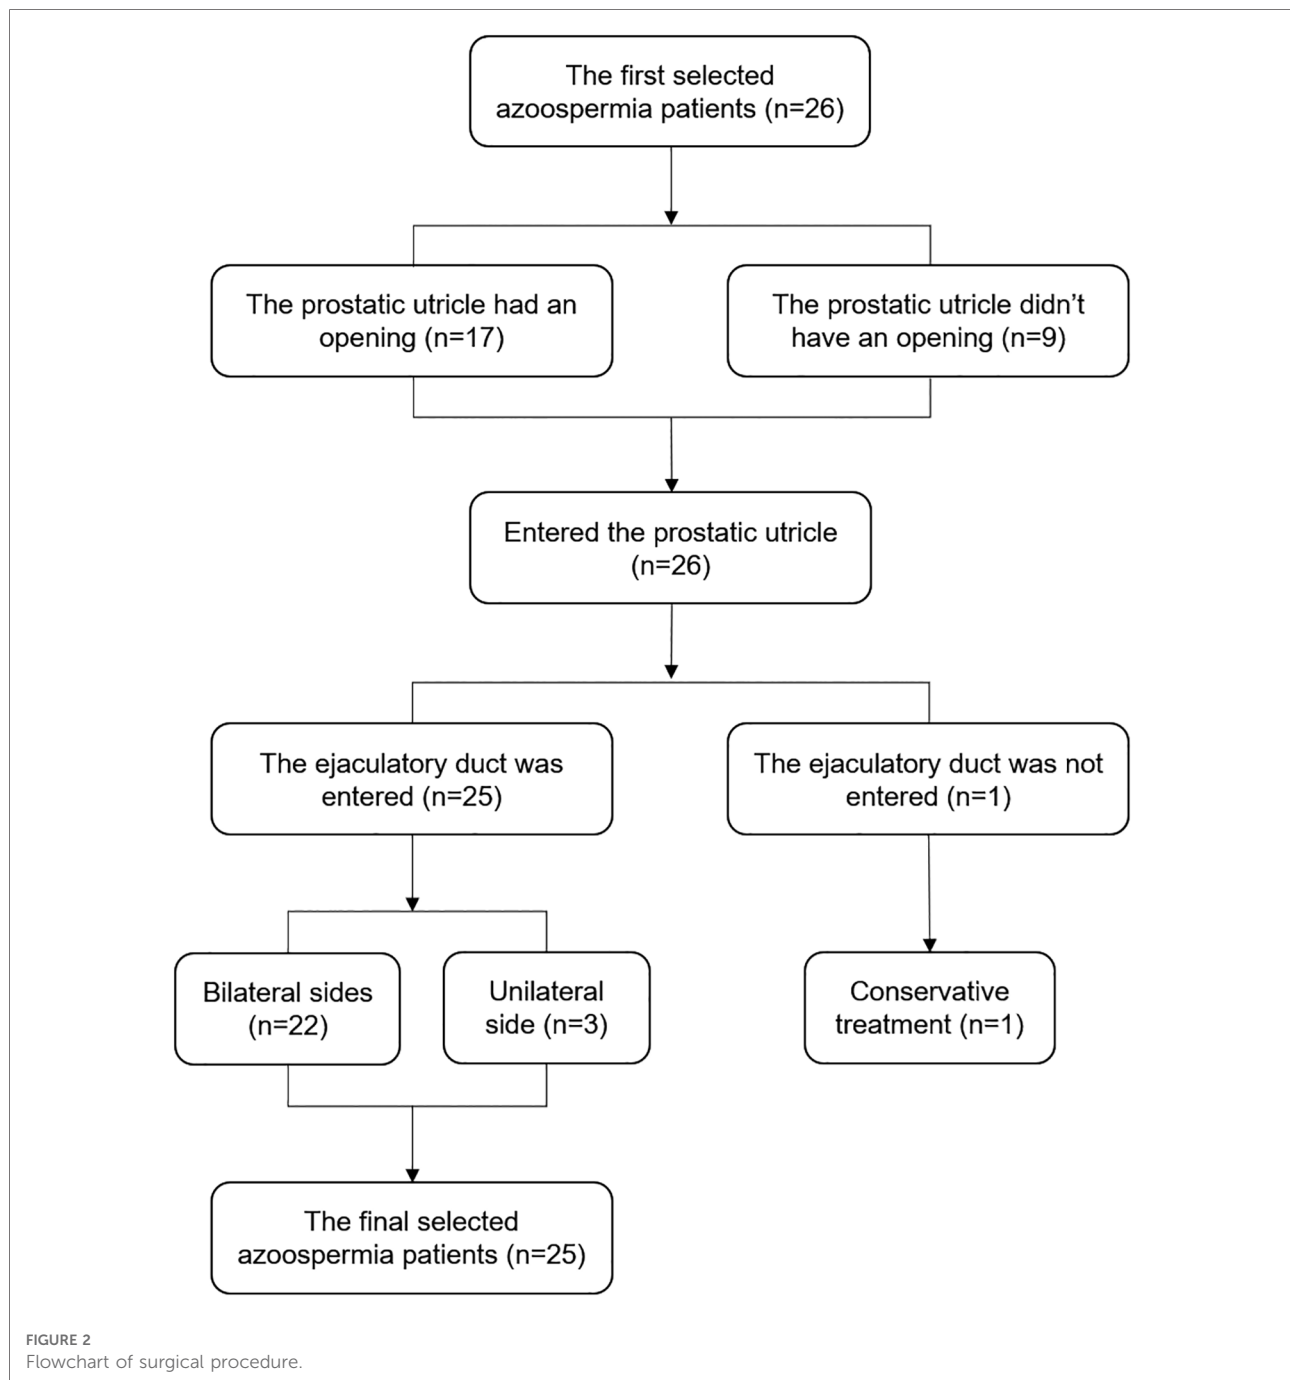 The first selected
azoospermia patients (n=26)
The prostatic utricle had an
opening (n=17)
The prostatic utricle didn’t
have an opening (n=9)
Entered the prostatic utricle
(n=26)
The ejaculatory duct was
entered (n=25)
The ejaculatory duct was not
entered (n=1)
Bilateral sides
(n=22)
Unilateral
side (n=3)
Conservative
treatment (n=1)
The final selected
azoospermia patients (n=25)
FIGURE 2
Flowchart of surgical procedure.